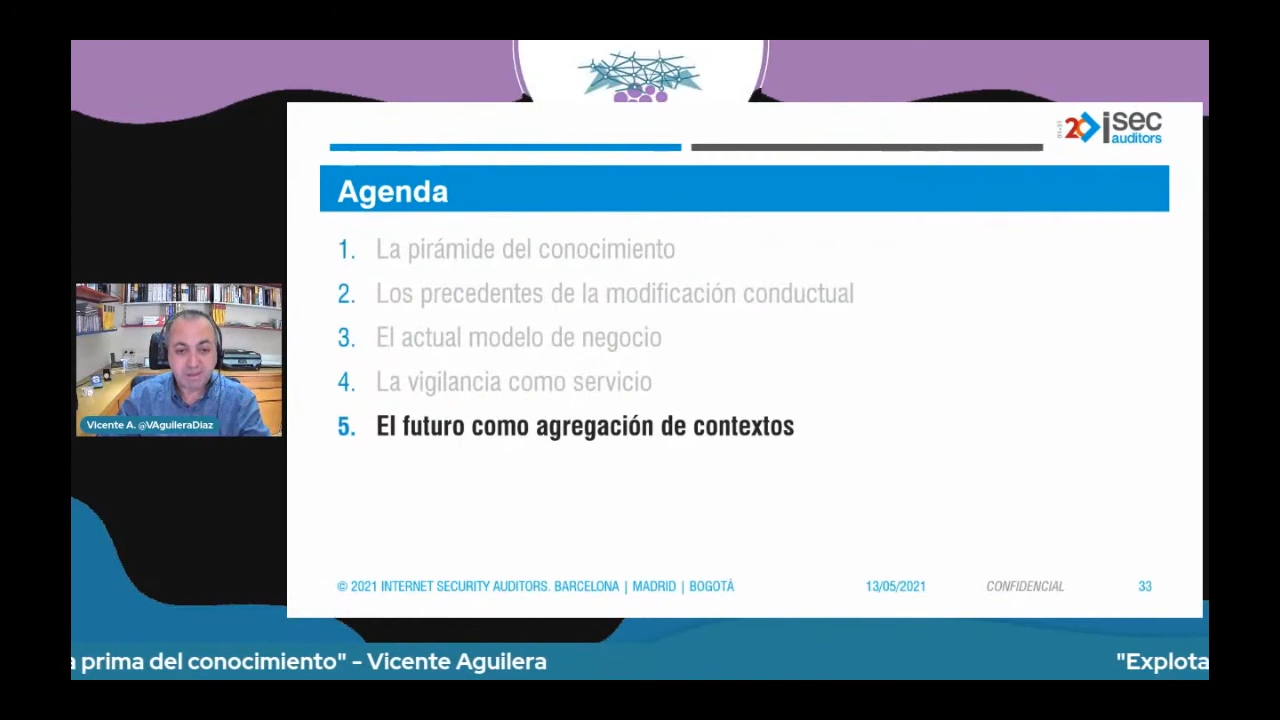 20
isec
auditors
Agenda
1. La pirámide del conocimiento
2. Los precedentes de la modificación conductual
3. El actual modelo de negocio
4. La vigilancia como servicio
5. El futuro como agregación de contextos
Vicente A. @VAguileraDiaz
© 2021 INTERNET SECURITY AUDITORS. BARCELONA | MADRID | BOGOTÁ 13/05/2021 CONFIDENCIAL 33
a prima del conocimiento" - Vicente Aguilera "Explota